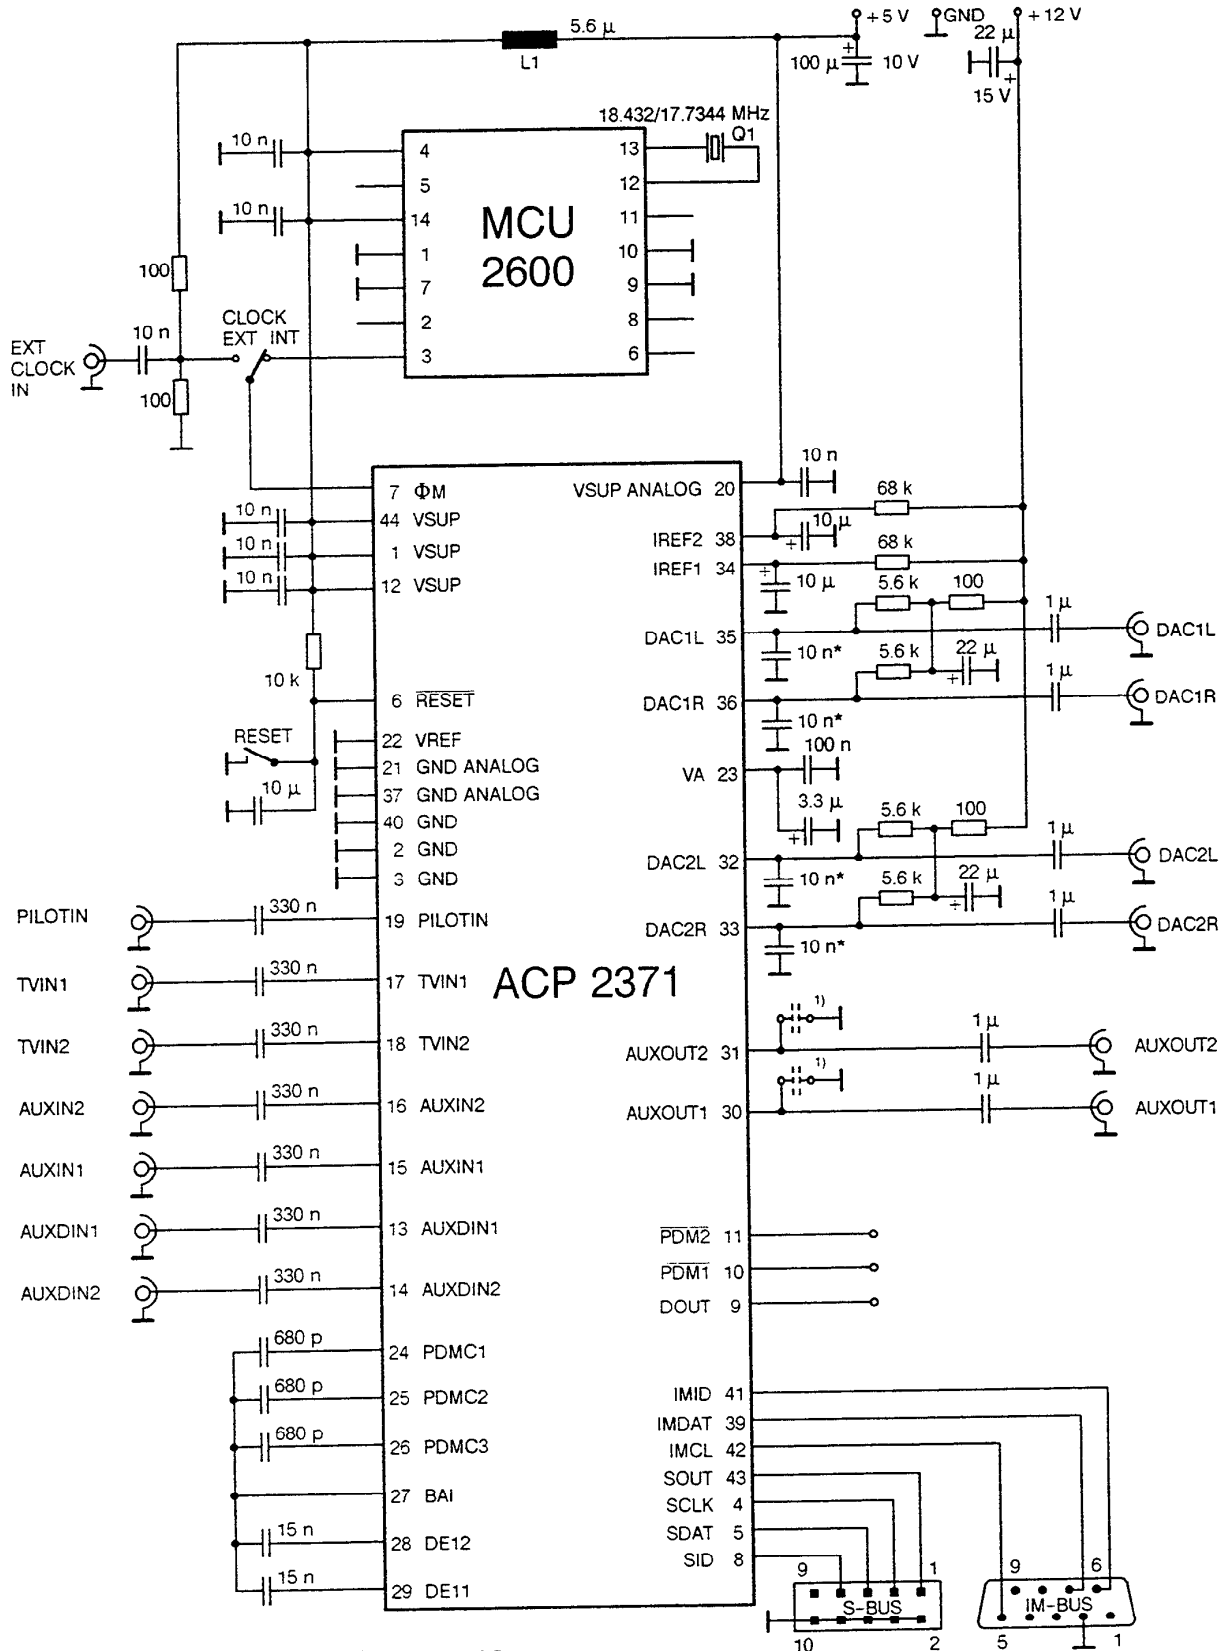 5.6 µ
L1
+ 5 V
GND
+ 12 V
100 µ
10 V
22 µ
15 V
+
+
18.432/17.7344 MHz
Q1
10 n
4
13
5
12
10 n
14
11
MCU
2600
1
10
7
9
2
8
3
6
100
CLOCK
EXT INT
10 n
EXT
CLOCK
IN
100
7 ΦM
VSUP ANALOG 20
10 n
68 k
10 n
44 VSUP
10 n
1 VSUP
10 n
12 VSUP
IREF2 38
10 µ
+
68 k
IREF1 34
+
10 µ
5.6 k
100
1 µ
DAC1L 35
DAC1L
10 n*
5.6 k
22 µ
+
1 µ
10 k
6 RESET
DAC1R 36
DAC1R
10 n*
RESET
22 VREF
21 GND ANALOG
37 GND ANALOG
40 GND
2 GND
3 GND
10 µ
100 n
VA 23
3.3 µ
+
5.6 k
100
1 µ
DAC2L 32
DAC2L
10 n*
5.6 k
22 µ
+
1 µ
DAC2R 33
DAC2R
10 n*
PILOTIN
330 n
19 PILOTIN
TVIN1
330 n
17 TVIN1
ACP 2371
TVIN2
330 n
18 TVIN2
1)
1 µ
AUXOUT2 31
AUXOUT2
AUXIN2
330 n
16 AUXIN2
1)
1 µ
AUXOUT1 30
AUXOUT1
AUXIN1
330 n
15 AUXIN1
AUXDIN1
330 n
13 AUXDIN1
PDM2 11
PDM1 10
AUXDIN2
330 n
14 AUXDIN2
DOUT 9
680 p
24 PDMC1
680 p
25 PDMC2
680 p
26 PDMC3
27 BAI
15 n
28 DE12
15 n
29 DE11
IMID 41
IMDAT 39
IMCL 42
SOUT 43
SCLK 4
SDAT 5
SID 8
9
1
S-BUS
10
2
9
6
IM-BUS
5
1